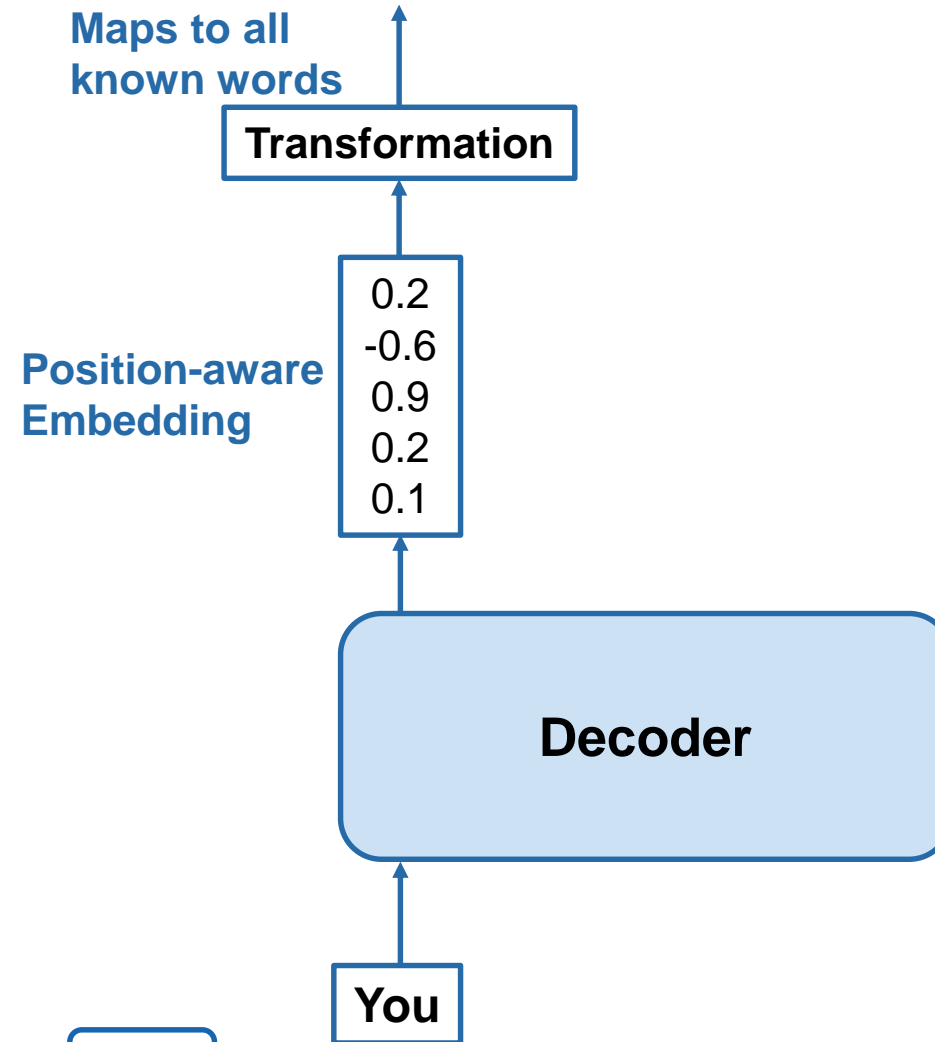 Maps to all
known words
Transformation
Position-aware
Embedding
0.2
-0.6
0.9
0.2
0.1
Decoder
You